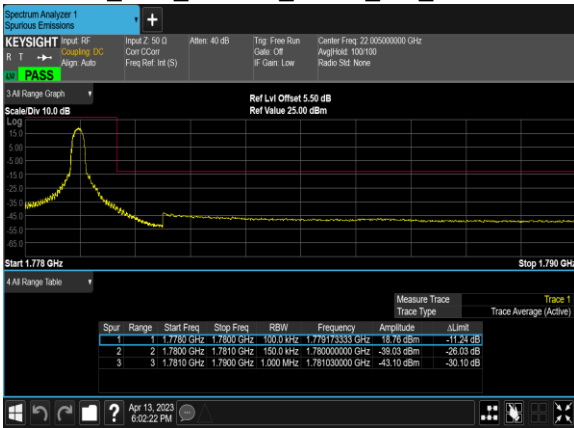 Spectrum Analyzer 1
Spurious Emissions
+
KEYSIGHT Input: RF Input Z: 50 Ω Atten: 40 dB Trig: Free Run Center Freq: 22.005000000 GHz
R T Coupling: DC Corr CCorr Gate: Off Avg|Hold: 100/100
Align: Auto Freq Ref: Int (S) IF Gain: Low Radio Std: None
PASS
3 All Range Graph Ref Lvl Offset 5.50 dB
Scale/Div 10.0 dB Ref Value 25.00 dBm
Log
15.0
5.00
-5.00
-15.0
-25.0
-35.0
-45.0
-55.0
-65.0
Start 1.778 GHz Stop 1.790 GHz
4 All Range Table
Measure Trace Trace 1
Trace Type Trace Average (Active)
Spur Range Start Freq Stop Freq RBW Frequency Amplitude ΔLimit
1 1 1.7780 GHz 1.7800 GHz 100.0 kHz 1.779173333 GHz 18.76 dBm -11.24 dB
2 2 1.7800 GHz 1.7810 GHz 150.0 kHz 1.780000000 GHz -39.03 dBm -26.03 dB
3 3 1.7810 GHz 1.7900 GHz 1.000 MHz 1.781030000 GHz -43.10 dBm -30.10 dB
? Apr 13, 2023
6:02:22 PM